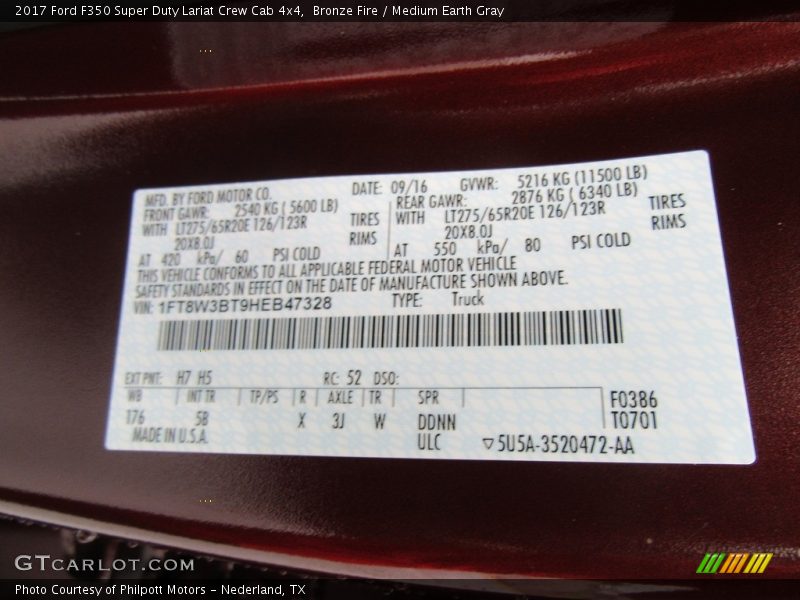 2017 Ford F350 Super Duty Lariat Crew Cab 4x4,  Bronze Fire / Medium Earth Gray
MFD. BY FORD MOTOR CO.
DATE: 09/16
GVWR: 5216 KG (11500 LB)
FRONT GAWR: 2540 KG ( 5600 LB)
REAR GAWR: 2876 KG ( 6340 LB)
WITH LT275/65R20E 126/123R TIRES
WITH LT275/65R20E 126/123R TIRES
20X8.0J RIMS
20X8.0J RIMS
AT 420 kPa/ 60 PSI COLD
AT 550 kPa/ 80 PSI COLD
THIS VEHICLE CONFORMS TO ALL APPLICABLE FEDERAL MOTOR VEHICLE
SAFETY STANDARDS IN EFFECT ON THE DATE OF MANUFACTURE SHOWN ABOVE.
VIN: 1FT8W3BT9HEB47328
TYPE: Truck
EXT PNT: H7 H5 RC: 52 DSO:
WB INT TR TP/PS R AXLE TR SPR F0386
176 5B X 3J W DDNN T0701
MADE IN U.S.A. ULC ▽5U5A-3520472-AA
GTCARLOT.COM
Photo Courtesy of Philpott Motors - Nederland, TX